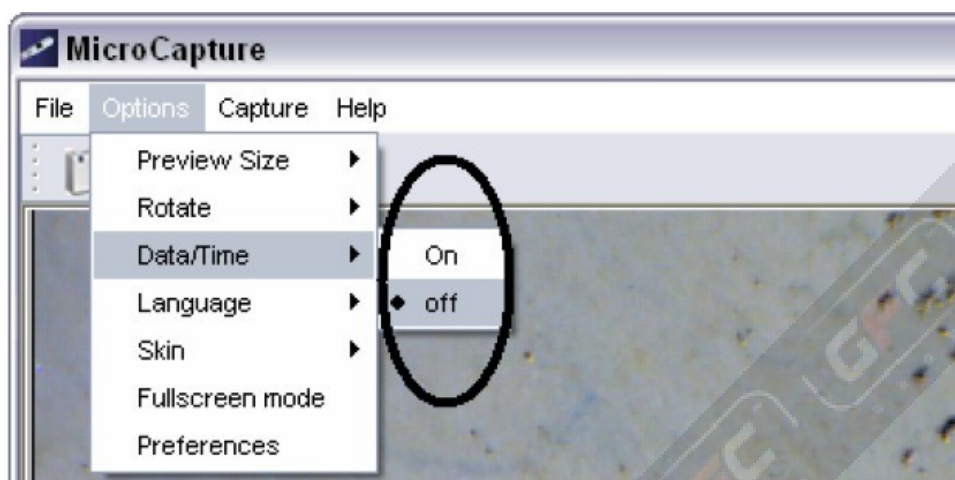 MicroCapture
File Options Capture Help
Preview Size
Rotate
Data/Time
On
Language
off
Skin
Fullscreen mode
Preferences